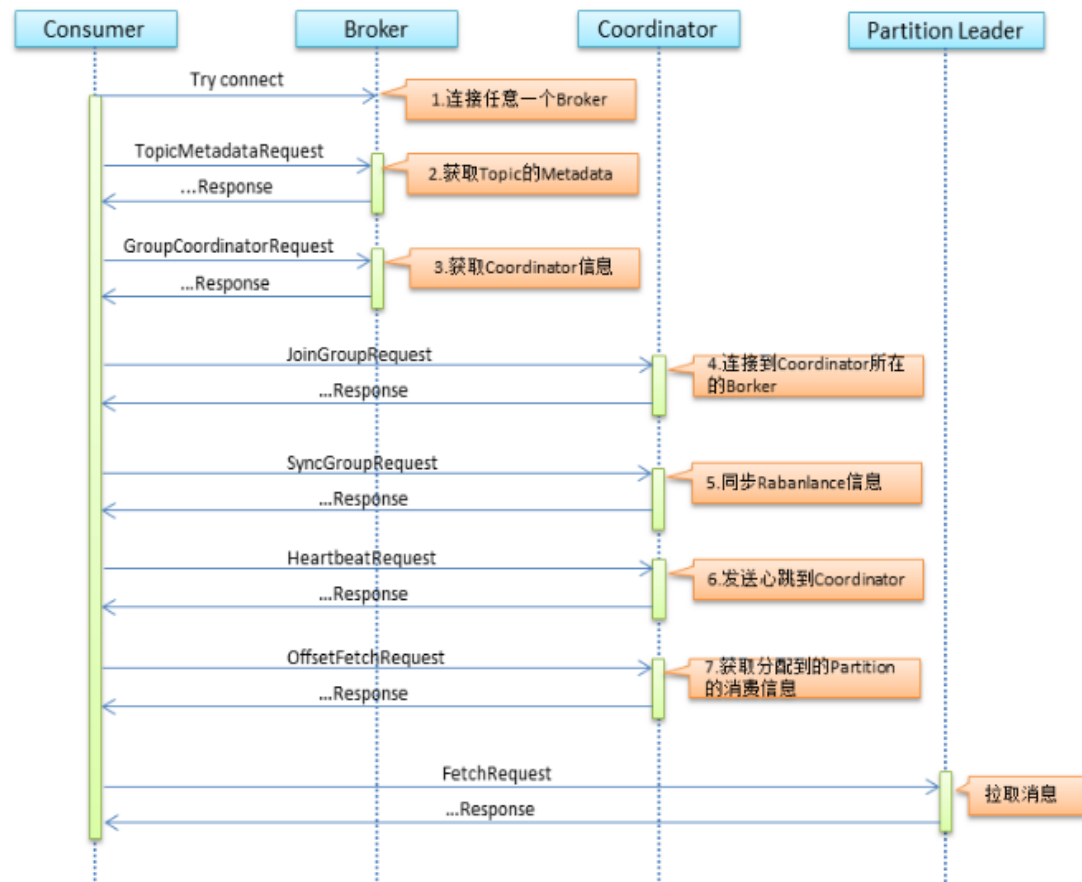 Consumer
Broker
Coordinator
Partition Leader
Try connect
1.连接任意一个Broker
TopicMetadataRequest
2.获取Topic的Metadata
...Response
GroupCoordinatorRequest
3.获取Coordinator信息
...Response
JoinGroupRequest
4.连接到Coordinator所在
的Borker
...Response
SyncGroupRequest
5.同步Rabanlance信息
...Response
HeartbeatRequest
6.发送心跳到Coordinator
...Response
OffsetFetchRequest
7.获取分配到的Partition
的消费信息
...Response
FetchRequest
拉取消息
...Response